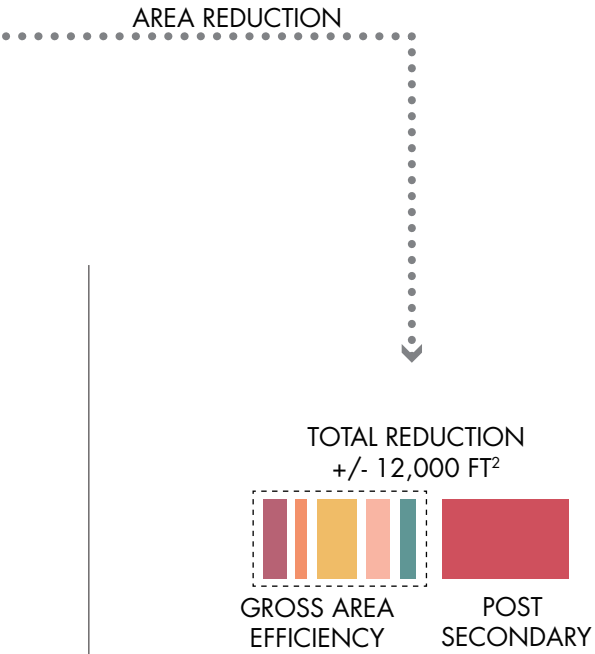 AREA REDUCTION
TOTAL REDUCTION
+/- 12,000 FT²
GROSS AREA
EFFICIENCY
POST
SECONDARY